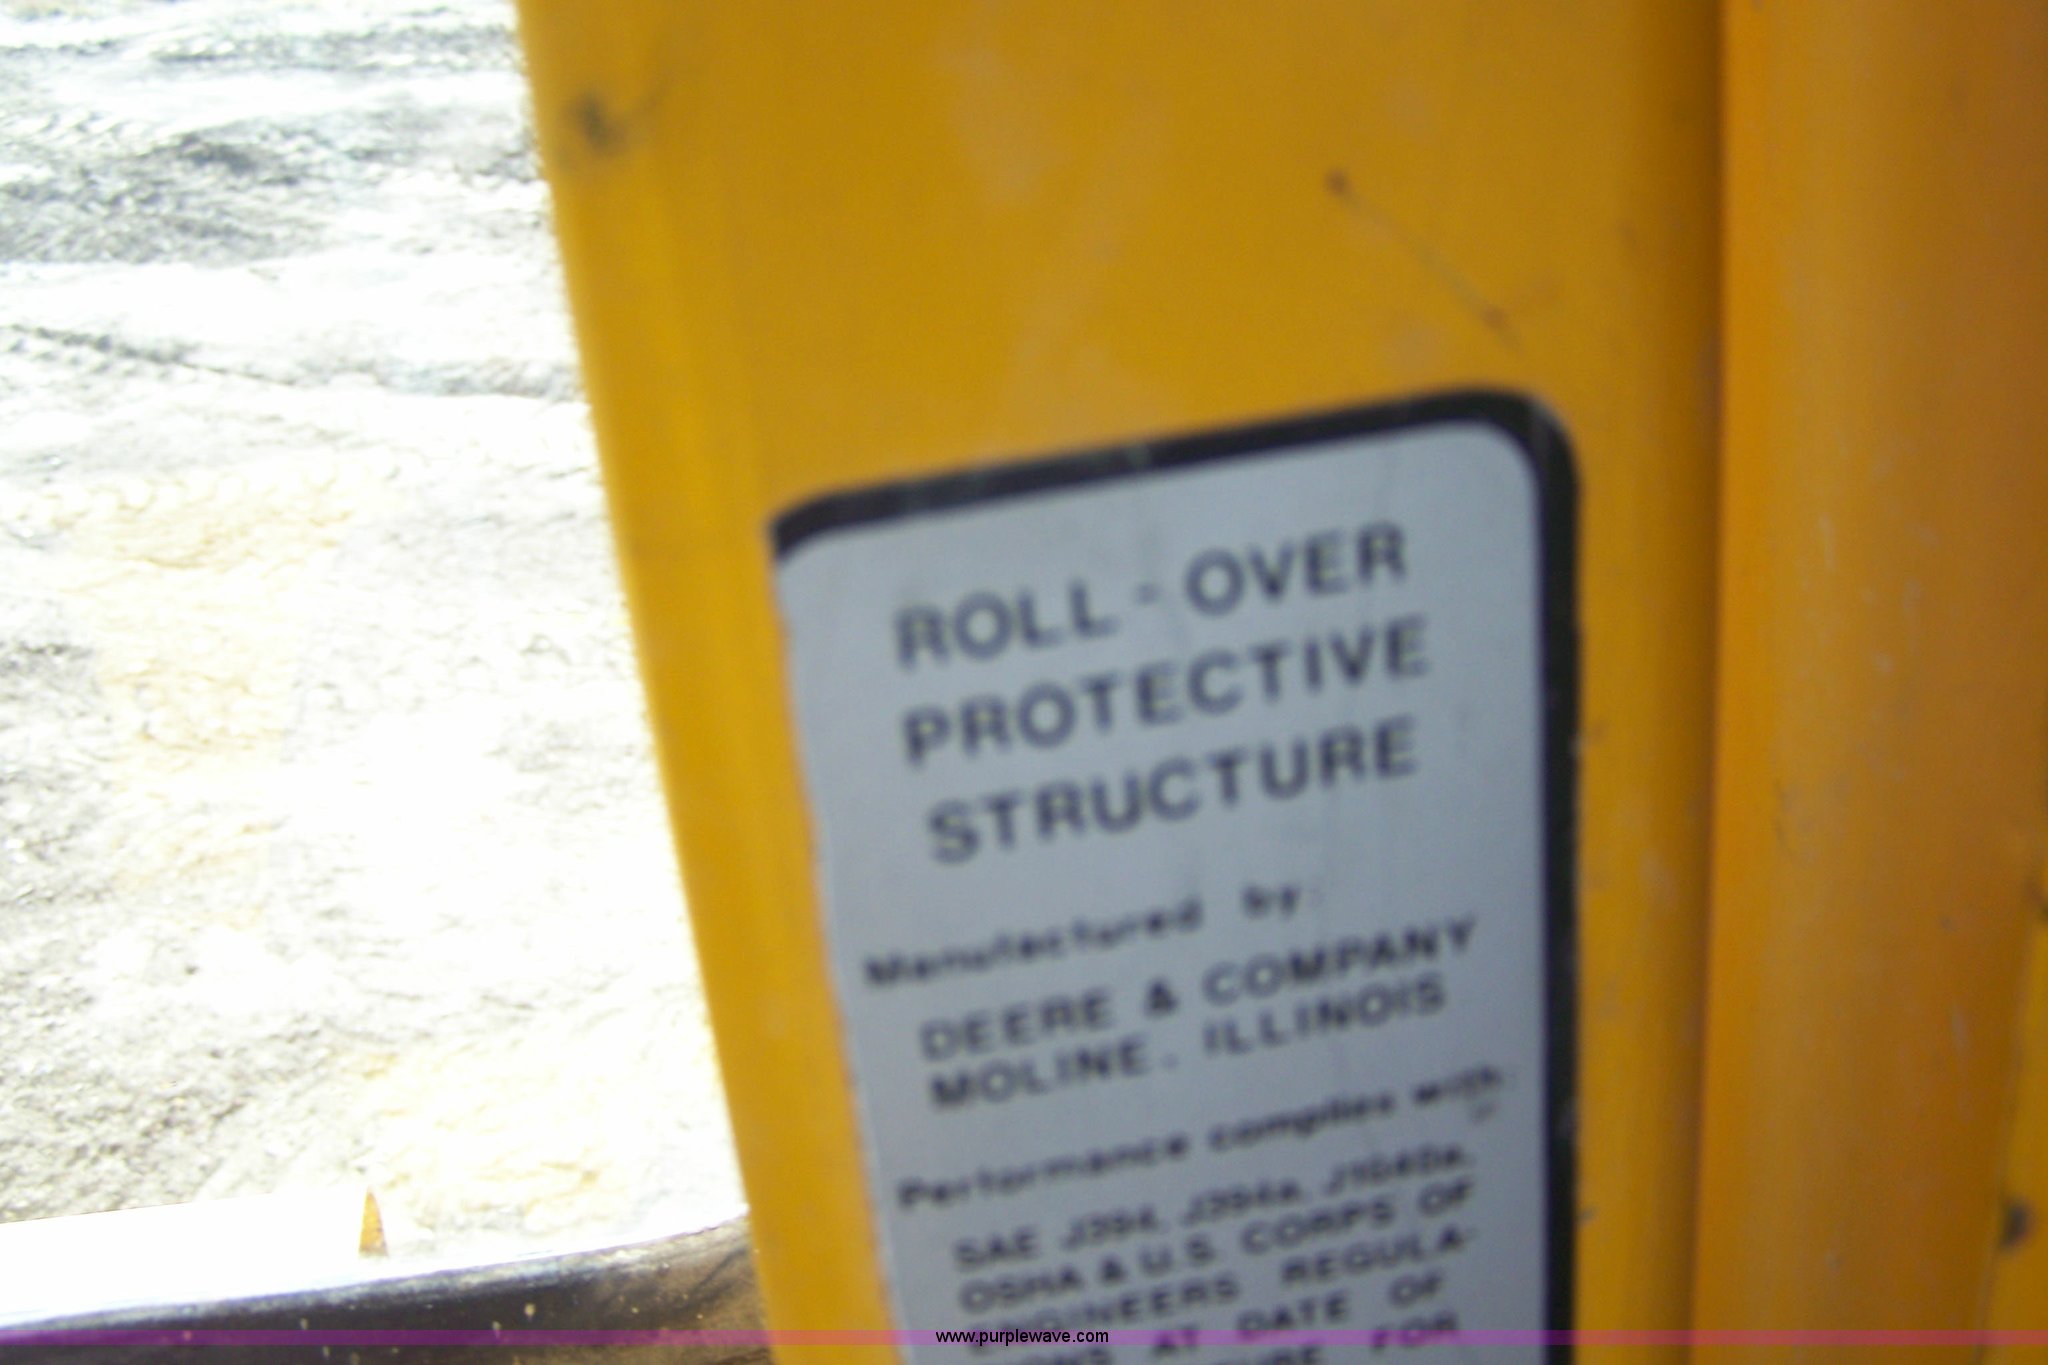 ROLL-OVER
PROTECTIVE
STRUCTURE
Manufactured by:
DEERE & COMPANY
MOLINE, ILLINOIS
Performance complies with:
SAE J394, J394a, J1040a,
OSHA & U.S. CORPS OF
ENGINEERS REGULA-
AT DATE OF
FOR
www.purplewave.com